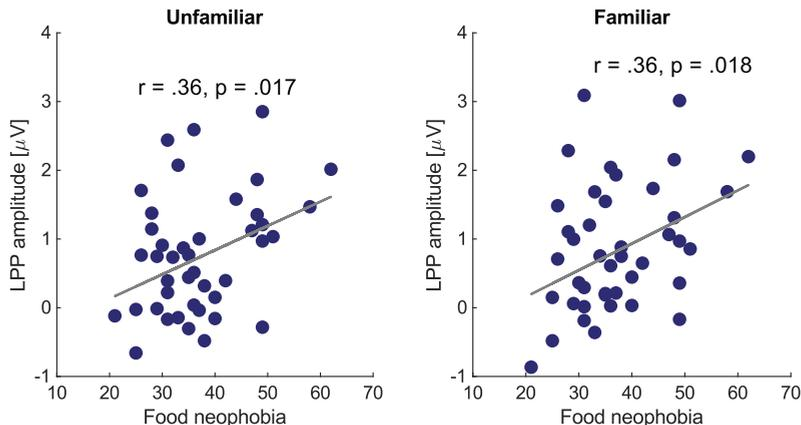 Unfamiliar
r = .36, p = .017
LPP amplitude [μV]
4
3
2
1
0
-1
10 20 30 40 50 60 70
Food neophobia
Familiar
r = .36, p = .018
LPP amplitude [μV]
4
3
2
1
0
-1
10 20 30 40 50 60 70
Food neophobia